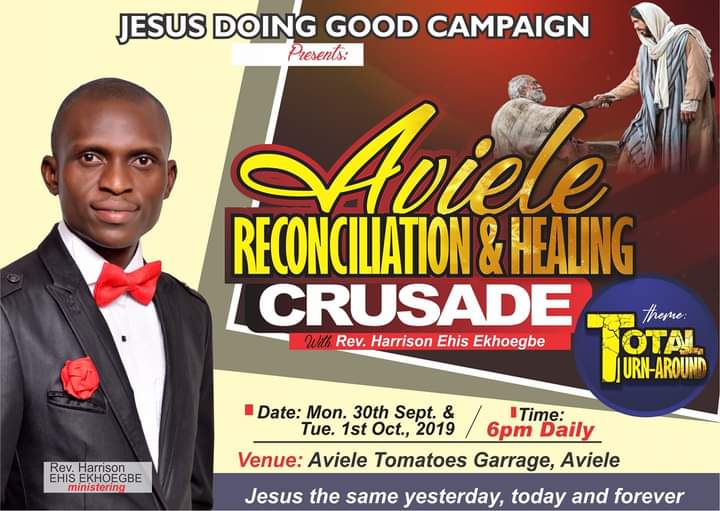 JESUS DOING GOOD CAMPAIGN
Presents:
Aviele
RECONCILIATION & HEALING
CRUSADE
With Rev. Harrison Ehis Ekhoegbe
theme:
TOTAL
TURN-AROUND
Date: Mon. 30th Sept. &
Tue. 1st Oct., 2019
Time:
6pm Daily
Venue: Aviele Tomatoes Garrage, Aviele
Rev. Harrison
EHIS EKHOEGBE
ministering
Jesus the same yesterday, today and forever